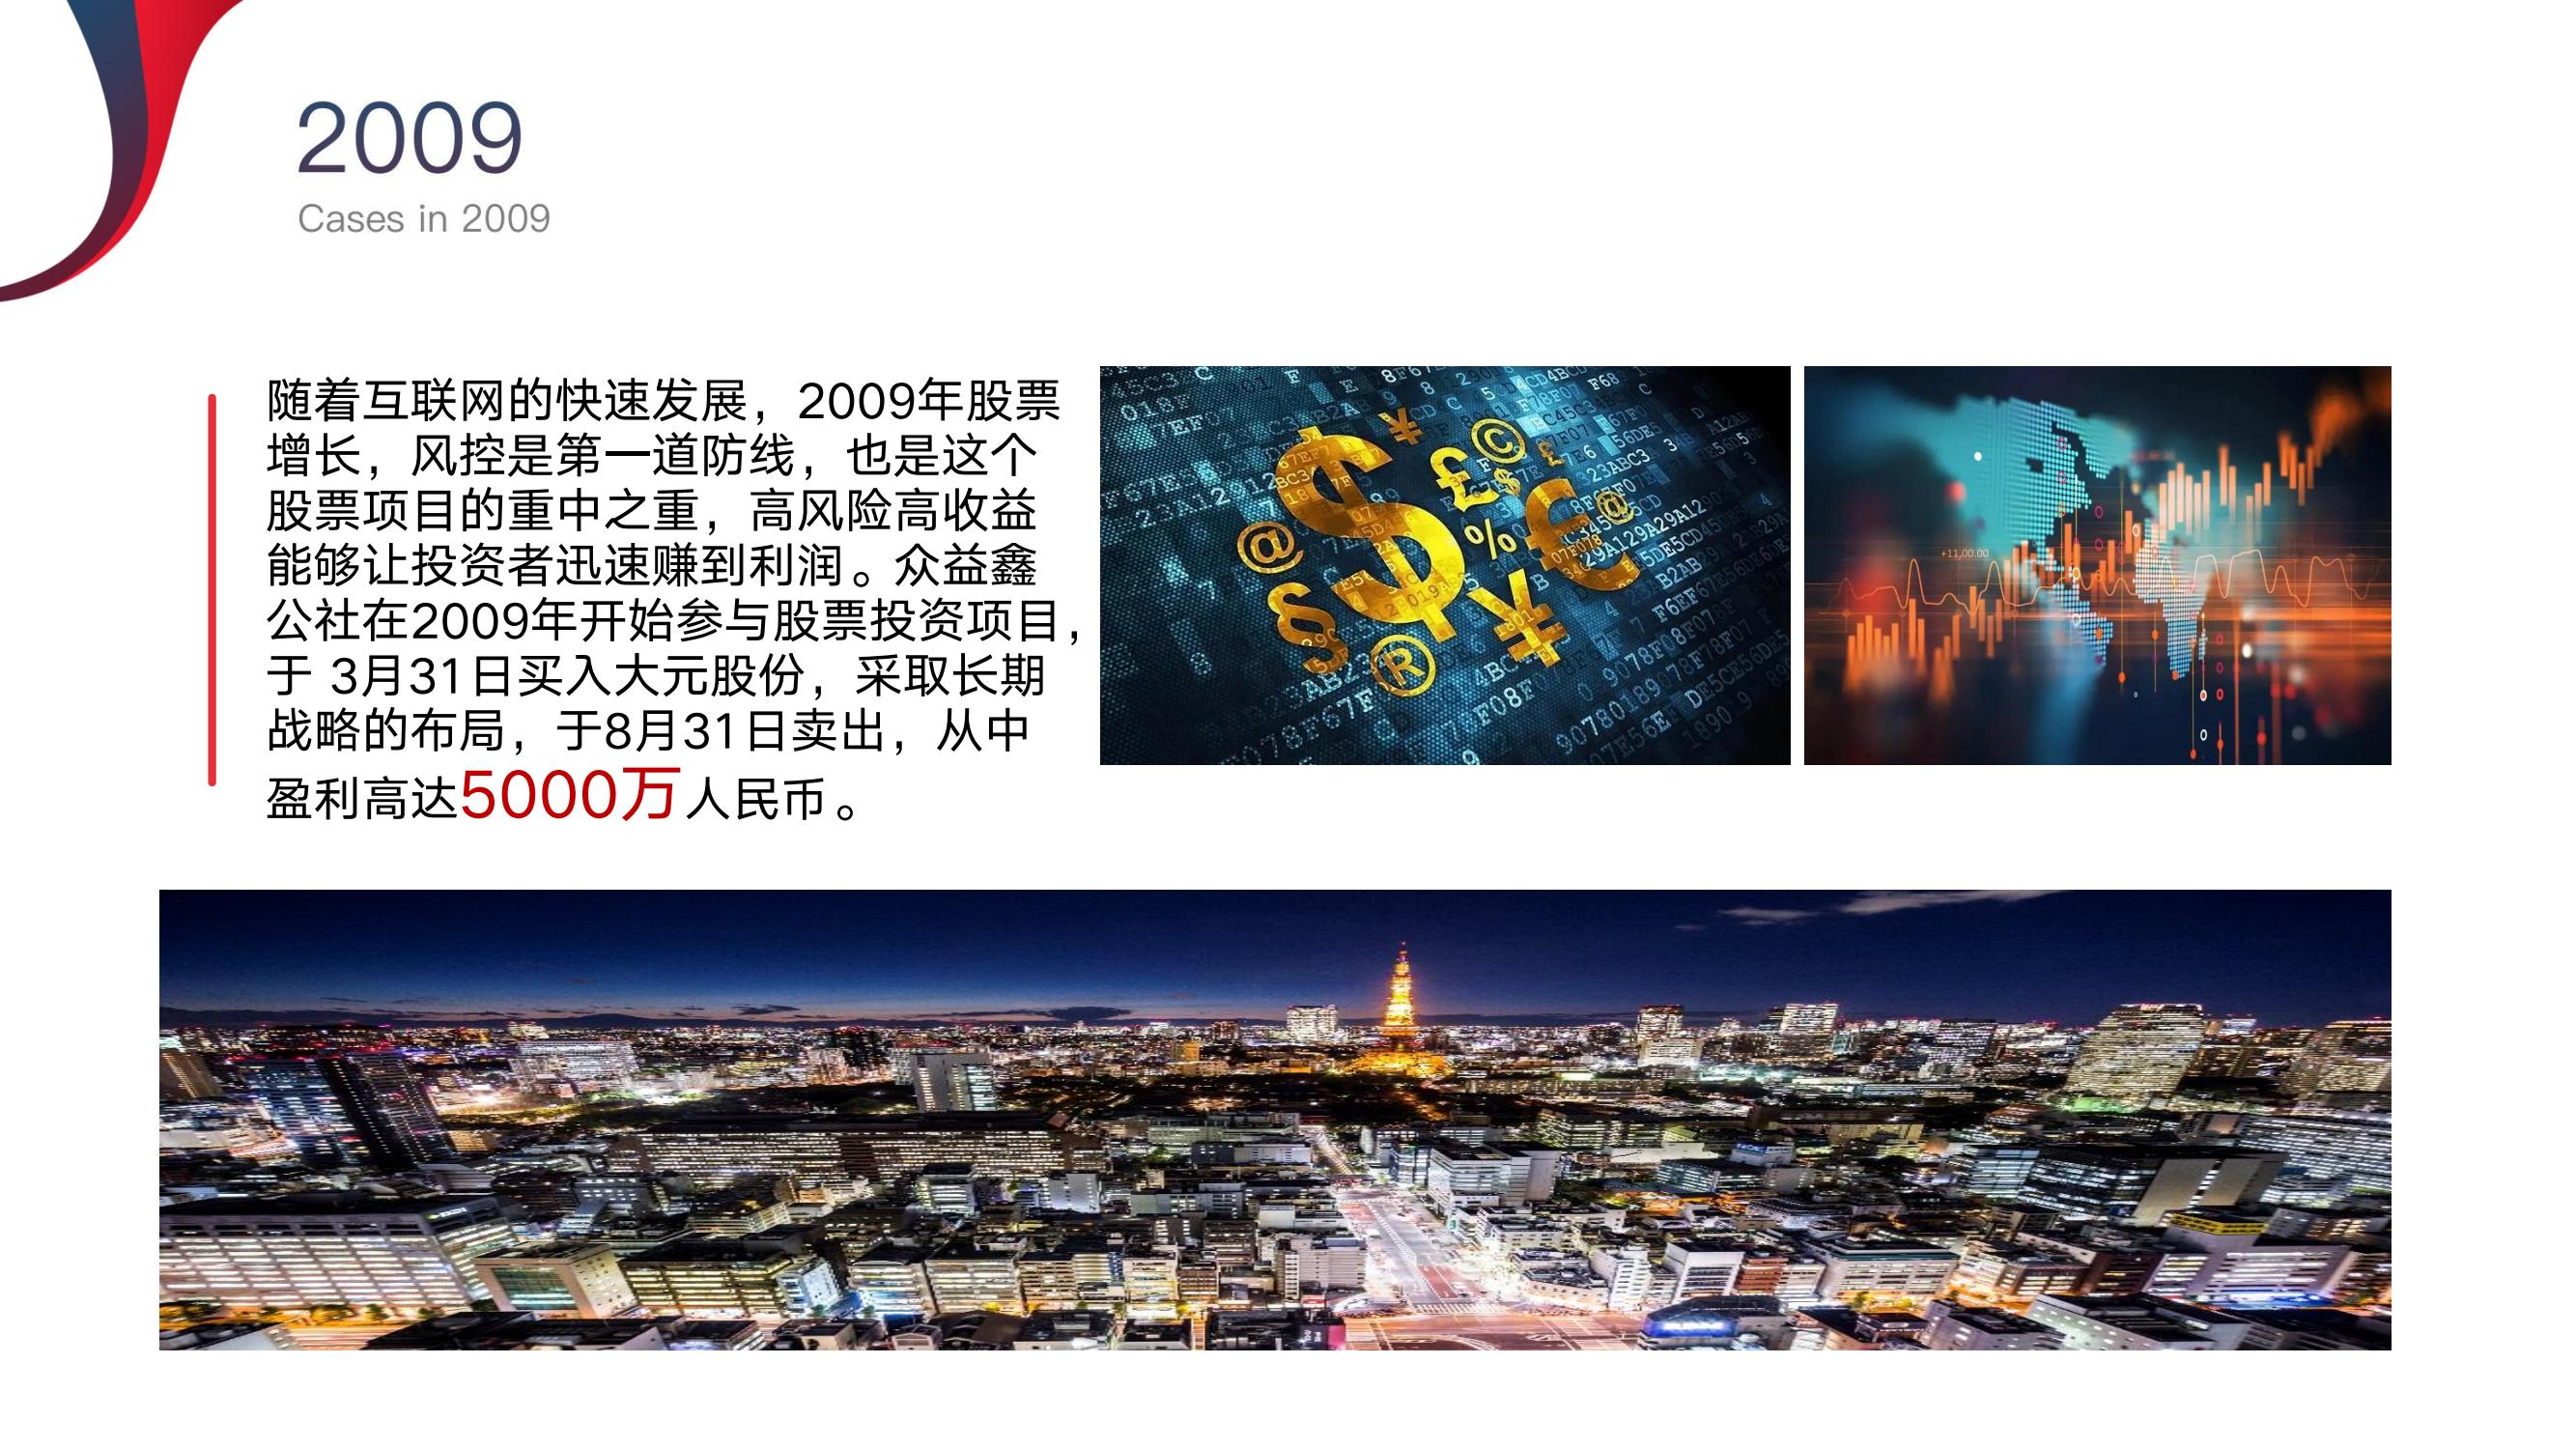 2009
Cases in 2009
随着互联网的快速发展，2009年股票
增长，风控是第一道防线，也是这个
股票项目的重中之重，高风险高收益
能够让投资者迅速赚到利润。众益鑫
公社在2009年开始参与股票投资项目，
于 3月31日买入大元股份，采取长期
战略的布局，于8月31日卖出，从中
盈利高达5000万人民币。
+11,00.00